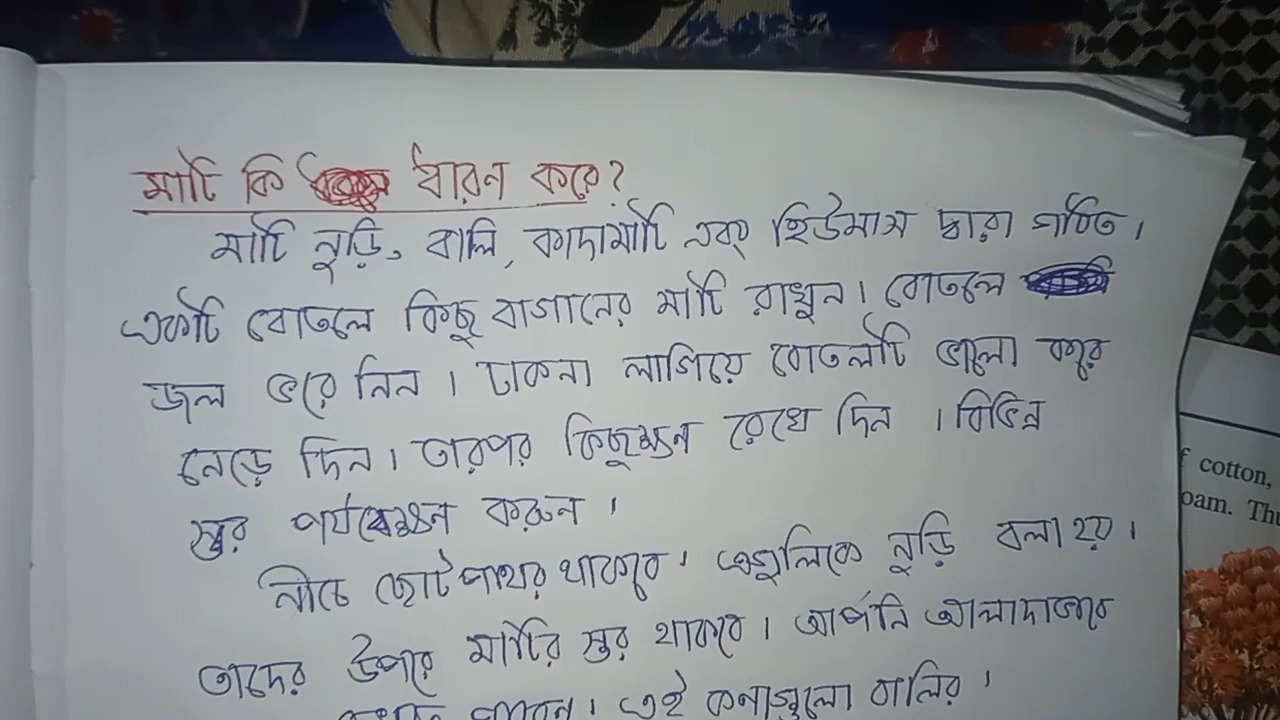 মাটি কি ধারন করে?
মাটি নুড়ি, বালি, কাদামাটি এবং হিউমাস দ্বারা গঠিত।
একটি বোতলে কিছু বাগানের মাটি রাখুন। বোতলে
জল ভরে নিন। ঢাকনা লাগিয়ে বোতলটি ভালো করে
নেড়ে দিন। তারপর কিছুক্ষন রেখে দিন। বিভিন্ন
স্তর পর্যবেক্ষন করুন।
নীচে ছোট পাথর থাকবে। এগুলিকে নুড়ি বলা হয়।
তাদের উপরে মাটির স্তর থাকবে। আপনি আলাদাভাবে
পাবেন। এই কনাগুলো বালির।
cotton,
oam. Thu